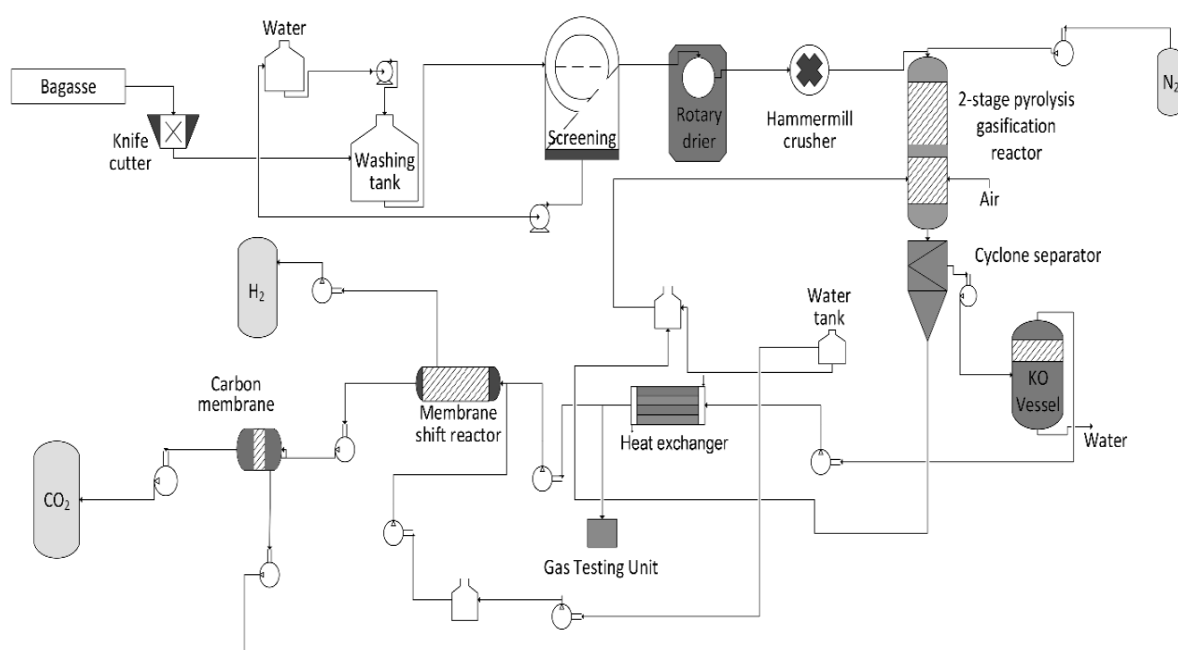 Water
Bagasse
Knife
cutter
Washing
tank
Screening
Rotary
drier
Hammermill
crusher
2-stage pyrolysis
gasification
reactor
N₂
Air
Cyclone separator
H₂
Water
tank
KO
Vessel
Water
Carbon
membrane
Membrane
shift reactor
Heat exchanger
CO₂
Gas Testing Unit